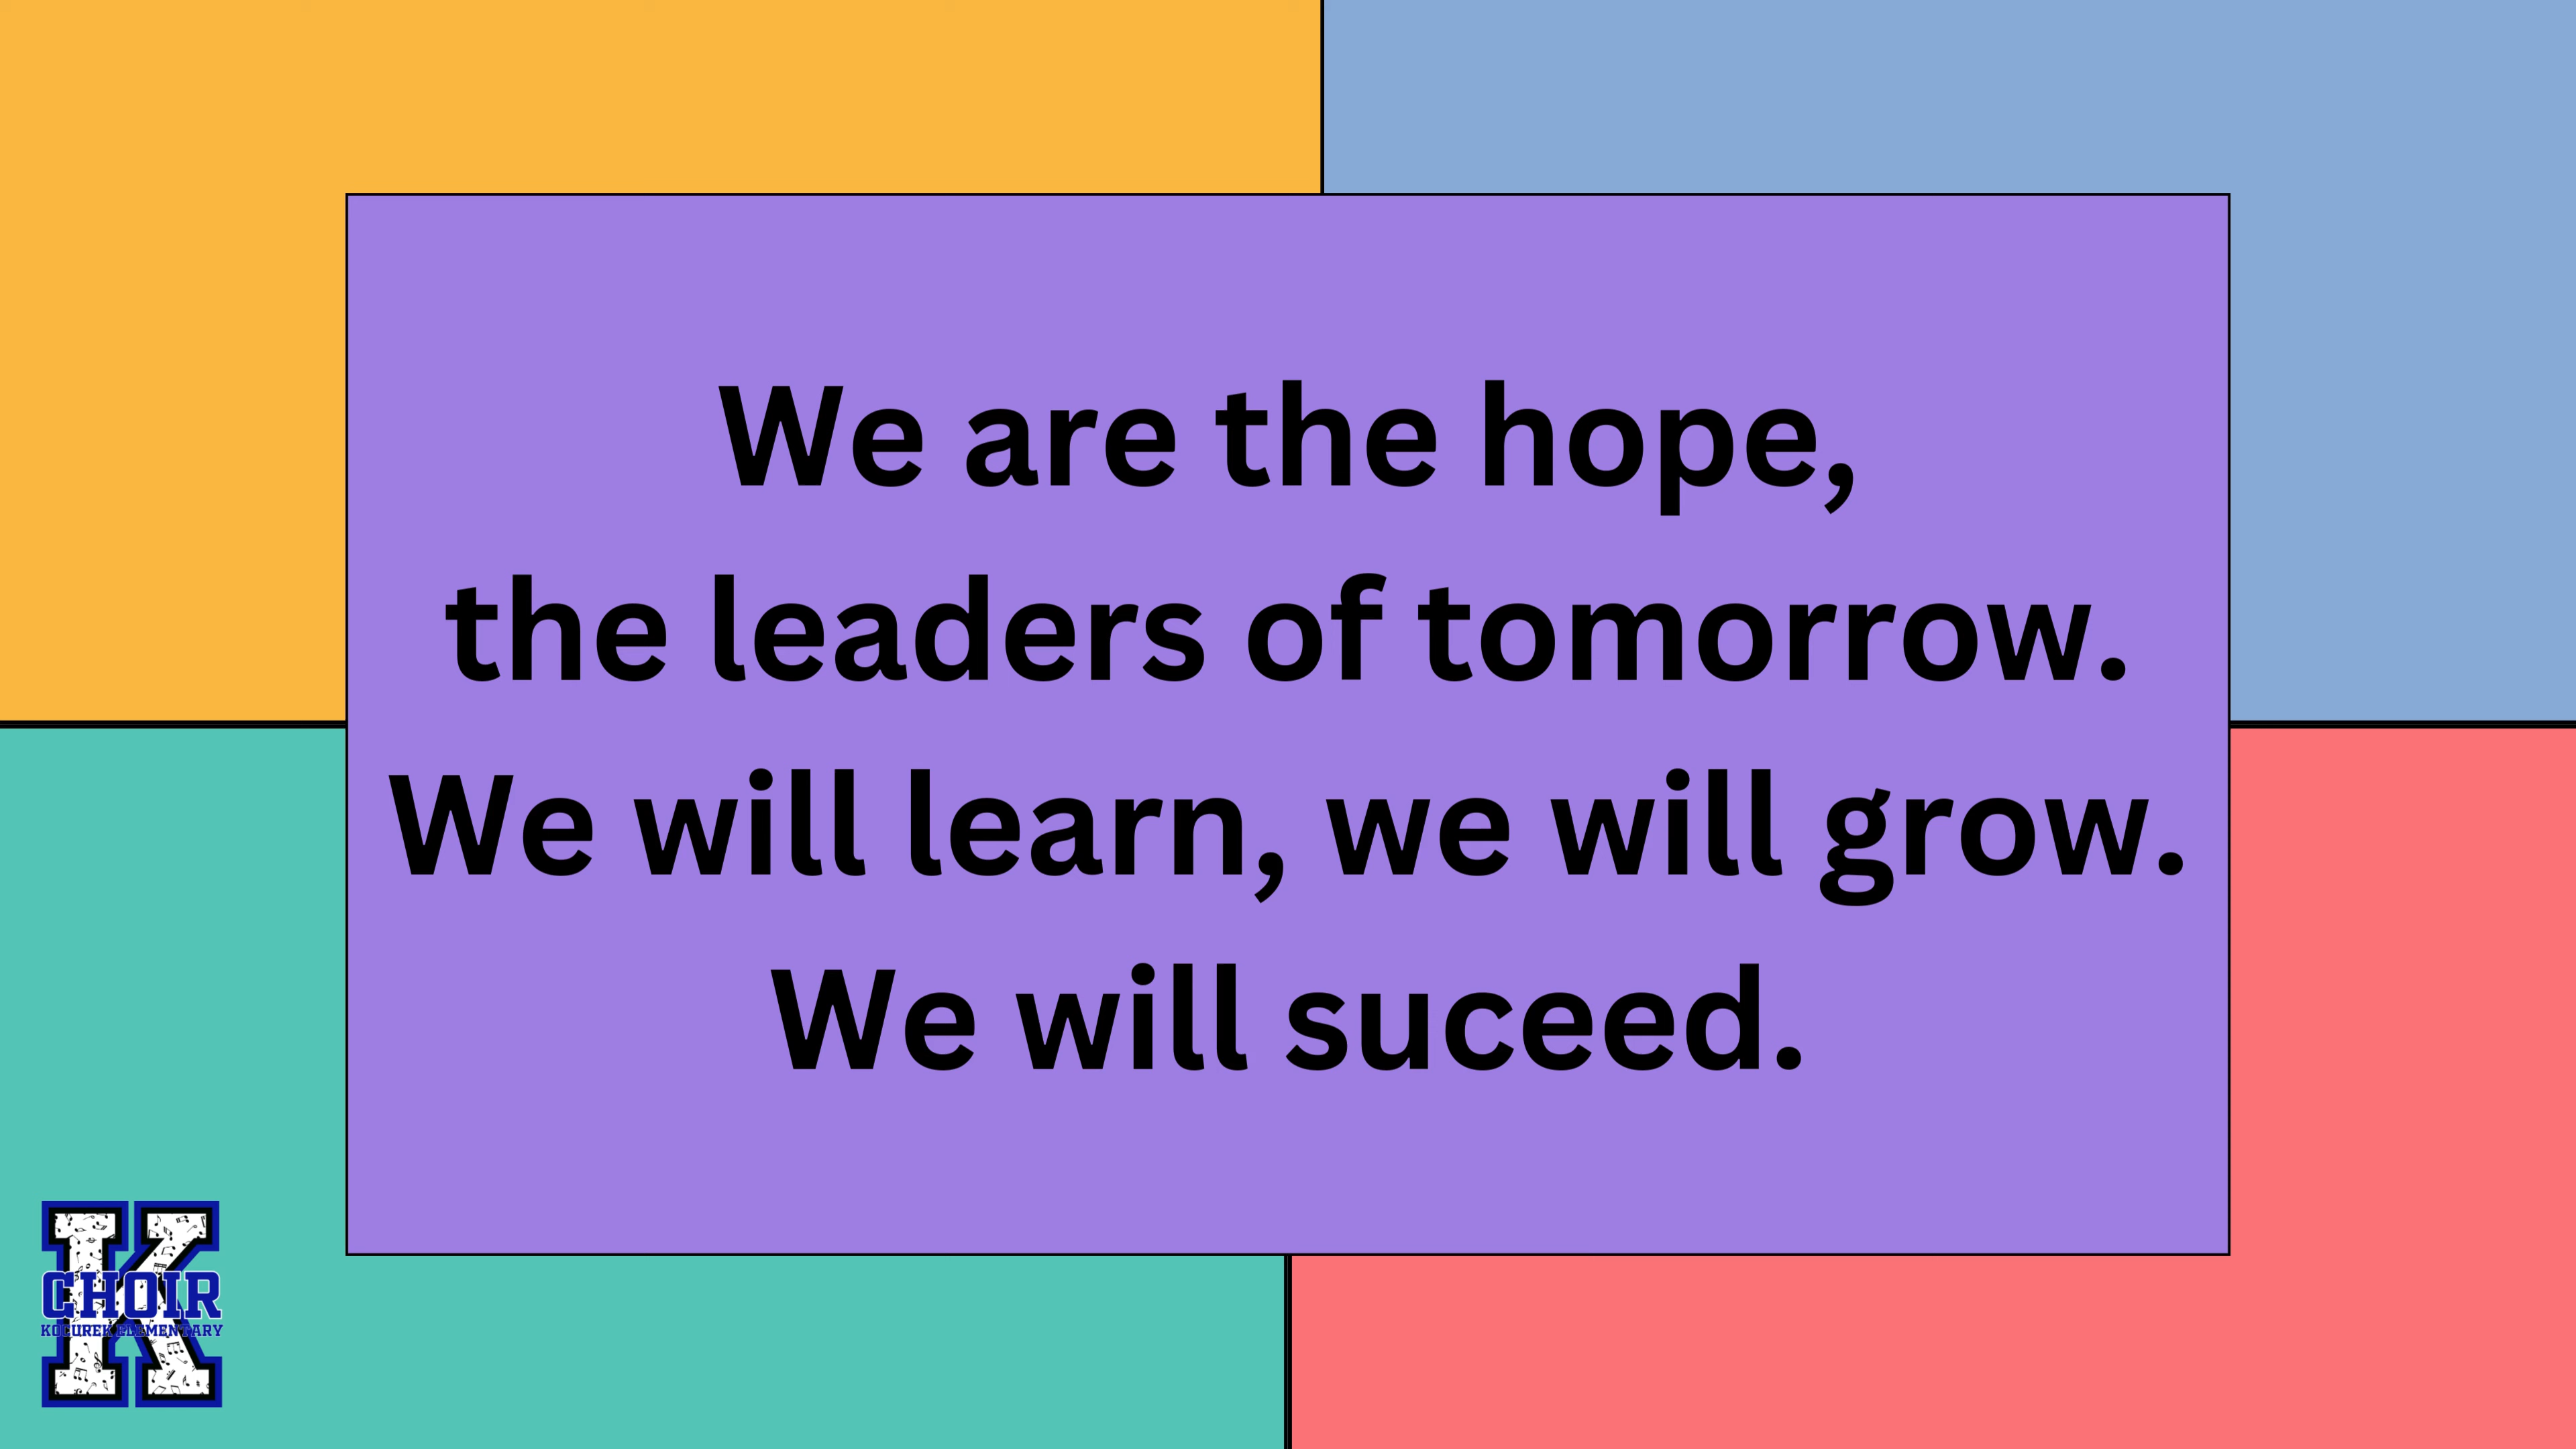 We are the hope,
the leaders of tomorrow.
We will learn, we will grow.
We will suceed.
CHOIR
KOCUREK ELEMENTARY